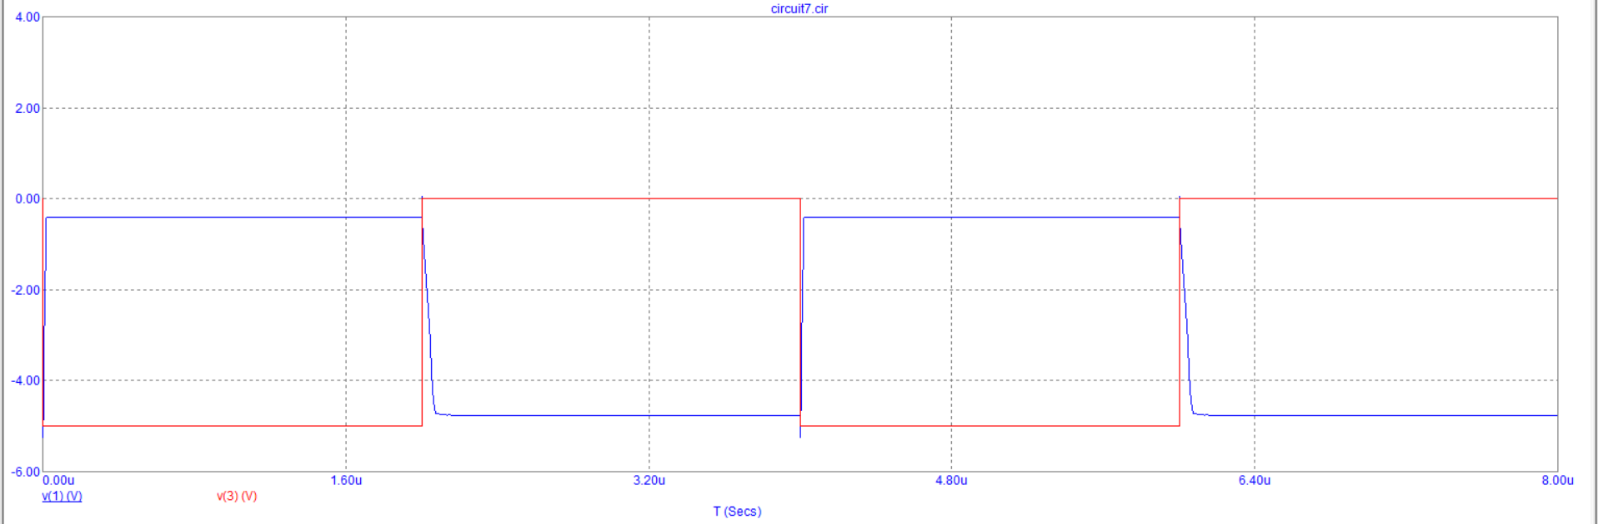 circuit7.cir
4.00
2.00
0.00
-2.00
-4.00
-6.00
0.00u 1.60u 3.20u 4.80u 6.40u 8.00u
v(1) (V) v(3) (V)
T (Secs)